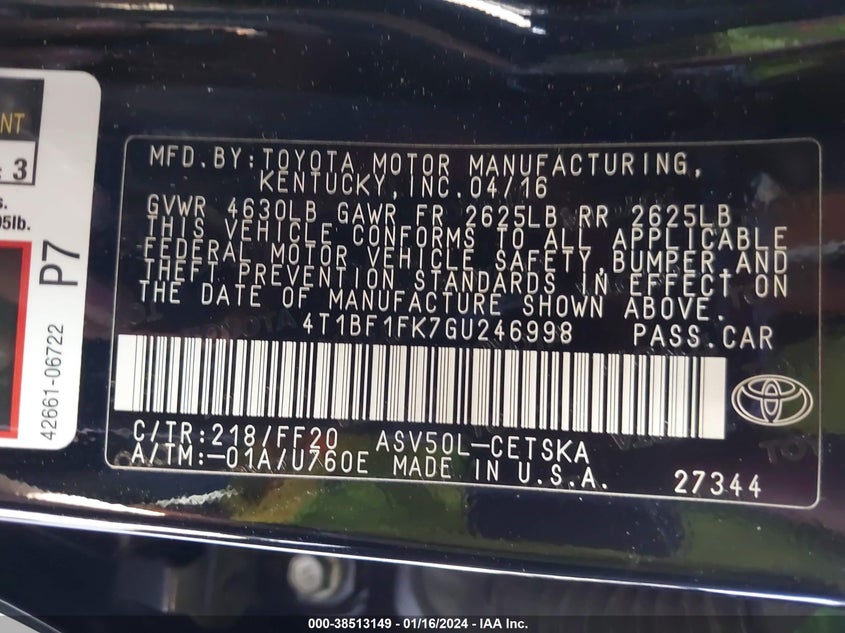 NT
: 3
s.
05lb.
P7
42661-06722
MFD.BY:TOYOTA MOTOR MANUFACTURING,
KENTUCKY,INC.04/16
GVWR 4630LB GAWR FR 2625LB RR 2625LB
THIS VEHICLE CONFORMS TO ALL APPLICABLE
FEDERAL MOTOR VEHICLE SAFETY,BUMPER,AND
THEFT PREVENTION STANDARDS IN EFFECT ON
THE DATE OF MANUFACTURE SHOWN ABOVE.
4T1BF1FK7GU246998 PASS.CAR
C/TR:218/FF20 ASV50L-CETSKA
A/TM:-01A/U760E MADE IN U.S.A.
27344
000-38513149 - 01/16/2024 - IAA Inc.